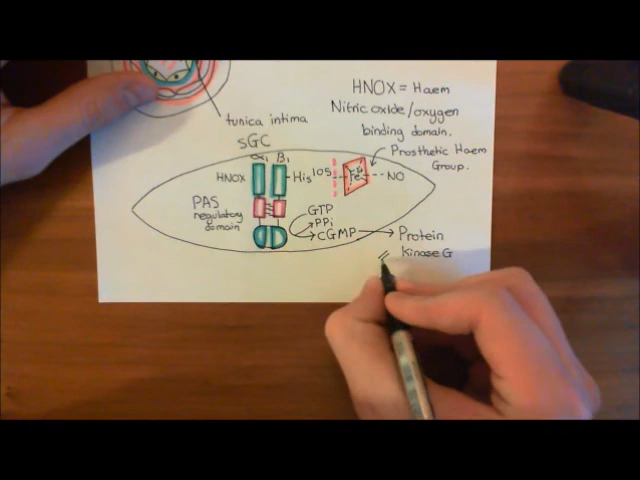 HNOX = Haem
Nitric oxide/oxygen
binding domain.
tunica intima
sGC
α1 β1
Prosthetic Haem
Group.
HNOX
His105
Fe
NO
PAS
regulatory
domain
GTP
PPi
CGMP
Protein
Kinase G